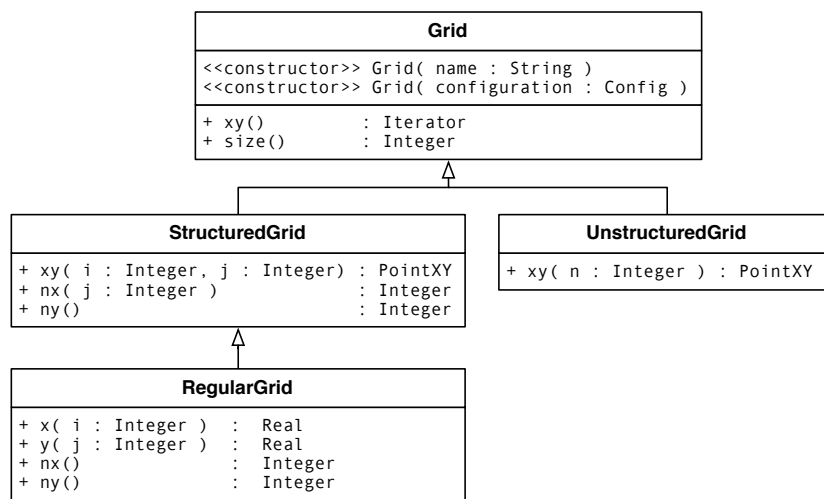 Grid
<<constructor>> Grid( name : String )
<<constructor>> Grid( configuration : Config )
+ xy() : Iterator
+ size() : Integer
StructuredGrid
+ xy( i : Integer, j : Integer) : PointXY
+ nx( j : Integer ) : Integer
+ ny() : Integer
UnstructuredGrid
+ xy( n : Integer ) : PointXY
RegularGrid
+ x( i : Integer ) : Real
+ y( j : Integer ) : Real
+ nx() : Integer
+ ny() : Integer